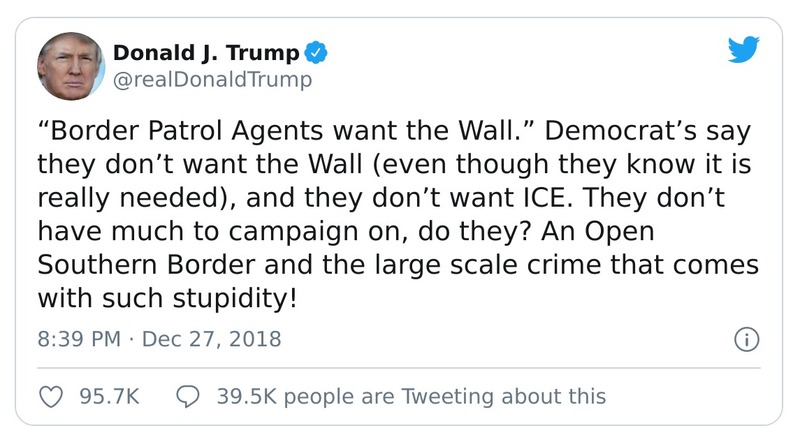 Donald J. Trump
@realDonaldTrump
“Border Patrol Agents want the Wall.” Democrat’s say
they don’t want the Wall (even though they know it is
really needed), and they don’t want ICE. They don’t
have much to campaign on, do they? An Open
Southern Border and the large scale crime that comes
with such stupidity!
8:39 PM · Dec 27, 2018
95.7K 39.5K people are Tweeting about this